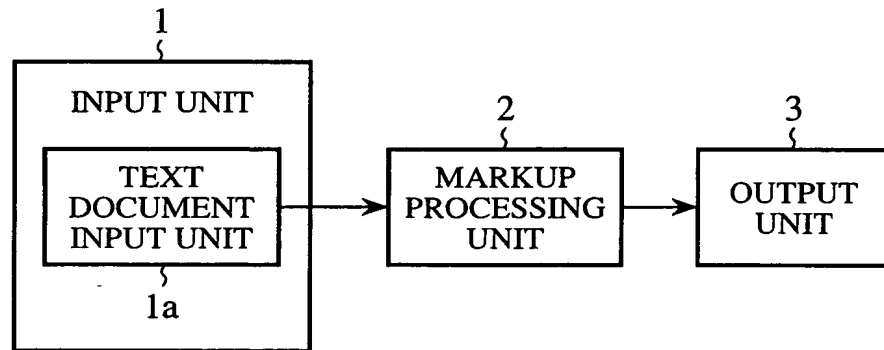 1
INPUT UNIT
TEXT
DOCUMENT
INPUT UNIT
1a
2
MARKUP
PROCESSING
UNIT
3
OUTPUT
UNIT